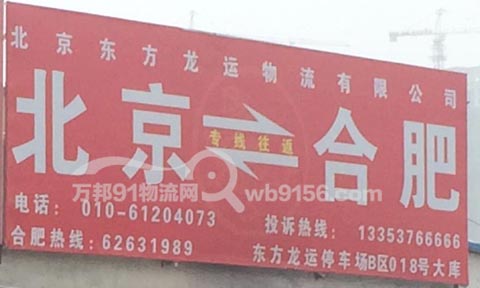 北京东方龙运物流有限公司
北京 专线往返 合肥
万邦91物流网 wb9156.com
电话: 010-61204073 投诉热线: 13353766666
合肥热线: 62631989 东方龙运停车场B区018号大库